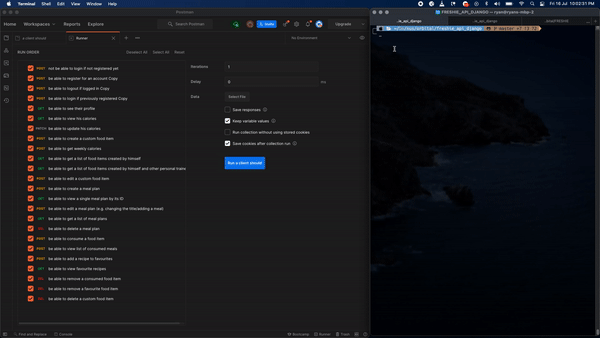 Terminal Shell Edit View Window Help
Fri 16 Jul 10:02:31 PM
Postman
Home Workspaces Reports Explore
Search Postman
Invite
Upgrade
a client should
Runner
No Environment
RUN ORDER
Deselect All Select All Reset
POST not be able to login if not registered yet
POST be able to register for an account Copy
POST be able to logout if logged in Copy
POST be able to login if previously registered Copy
GET be able to see their profile
GET be able to view his calories
PATCH be able to update his calories
POST be able to create a custom food item
POST be able to get weekly calories
GET be able to get a list of food items created by himself
GET be able to get a list of food items created by himself and other personal trainers
POST be able to edit a custom food item
POST be able to create a meal plan
GET be able to view a single meal plan by its ID
POST be able to edit a meal plan (e.g. changing the title/adding a meal)
GET be able to get a list of meal plans
DEL be able to delete a meal plan
POST be able to consume a food item
POST be able to view list of consumed meals
POST be able to add a recipe to favourites
GET be able to view favourite recipes
DEL be able to remove a consumed food item
DEL be able to remove a favourite food item
DEL be able to delete a custom food item
Iterations 1
Delay 0 ms
Data Select File
Save responses
Keep variable values
Run collection without using stored cookies
Save cookies after collection run
Run a client should
Find and Replace Console
Bootcamp Runner Trash